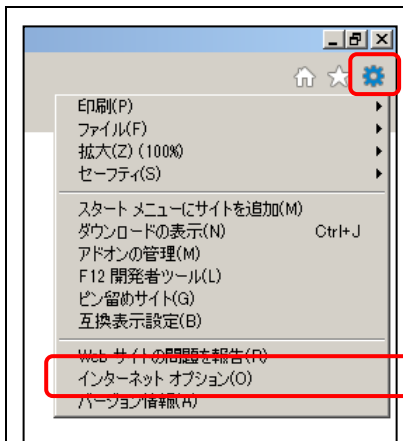 印刷(P)
ファイル(F)
拡大(Z) (100%)
セーフティ(S)
スタート メニューにサイトを追加(M)
ダウンロードの表示(N) Ctrl+J
アドオンの管理(M)
F12 開発者ツール(L)
ピン留めサイト(G)
互換表示設定(B)
Web サイトの問題を報告(R)
インターネット オプション(O)
バージョン情報(A)